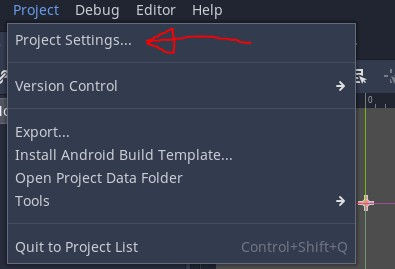 Project Debug Editor Help
Project Settings...
Version Control
Export...
Install Android Build Template...
Open Project Data Folder
Tools
Quit to Project List Control+Shift+Q
0